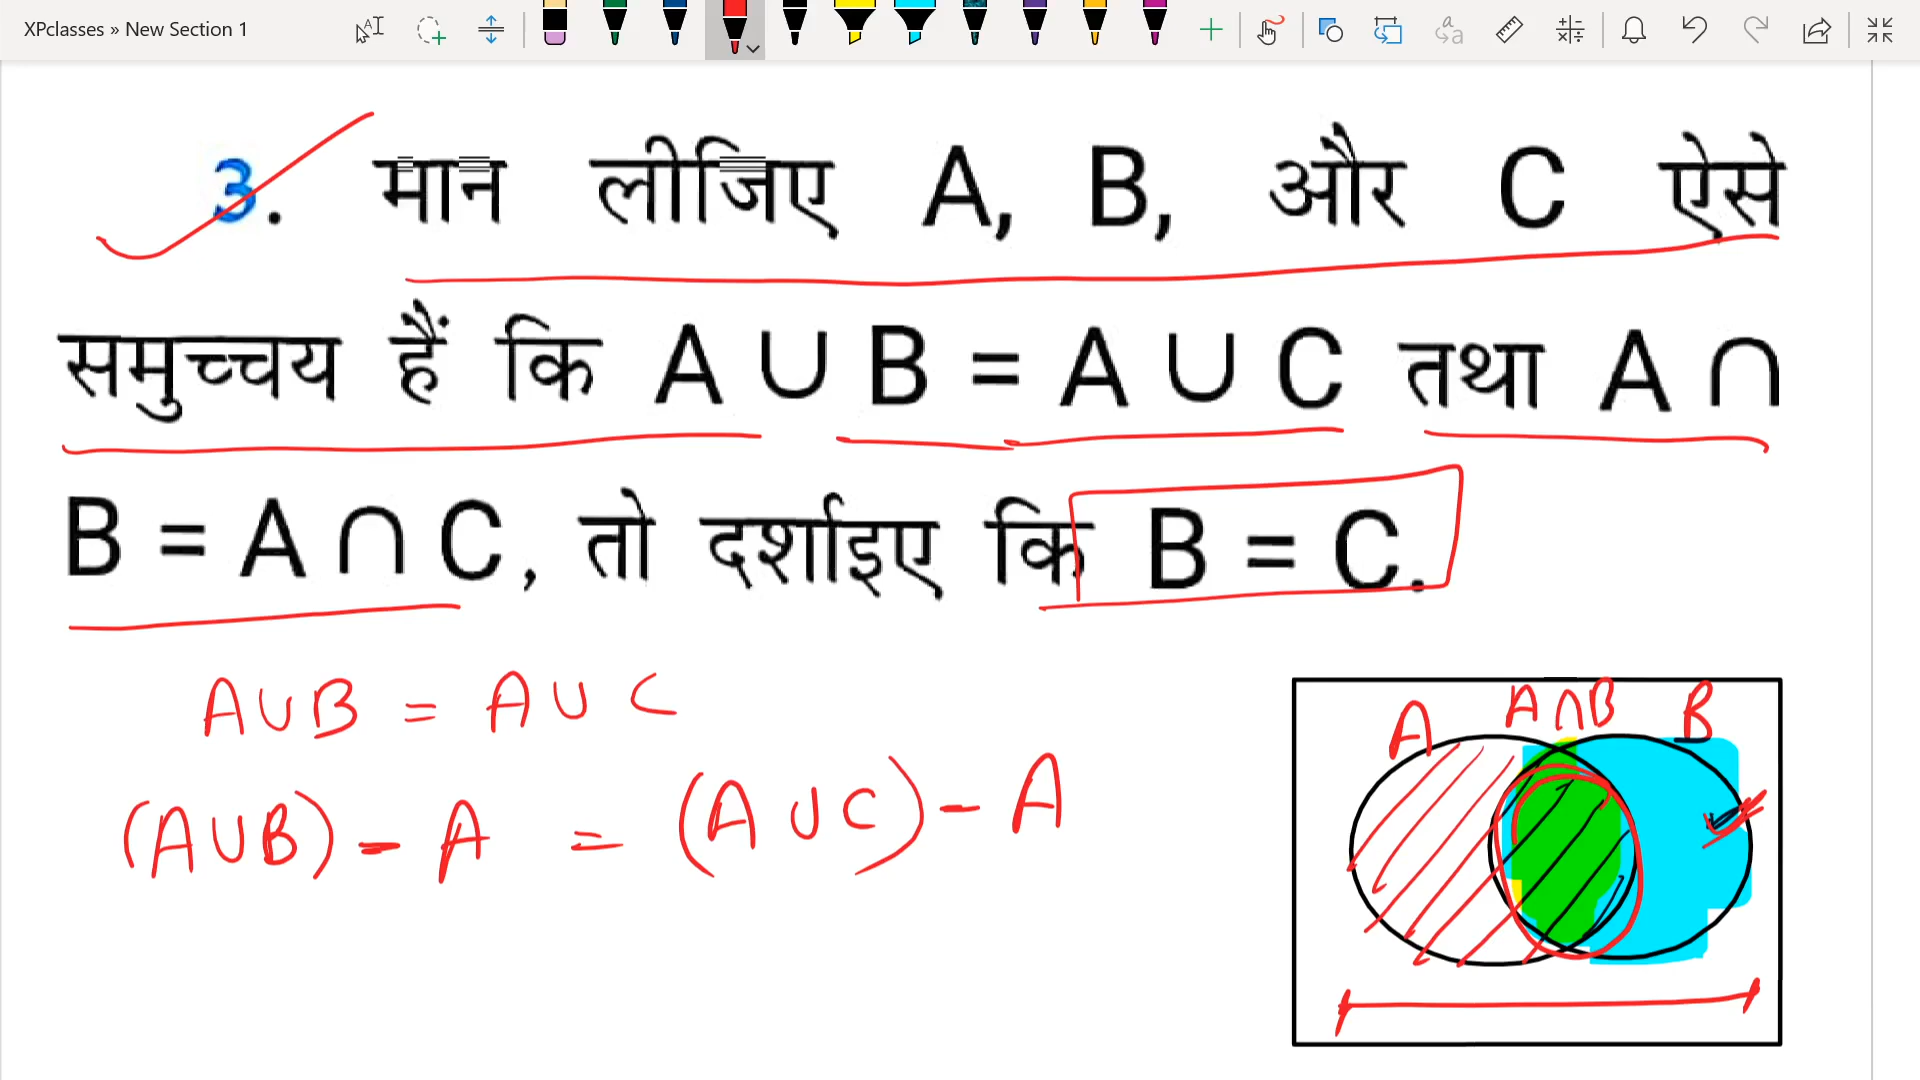 XPclasses » New Section 1
3. मान लीजिए A, B, और C ऐसे
समुच्चय हैं कि A ∪ B = A ∪ C तथा A ∩
B = A ∩ C, तो दर्शाइए कि B = C.
A∪B = A ∪ C
(A∪B) - A = (A ∪C) - A
A A∩B B